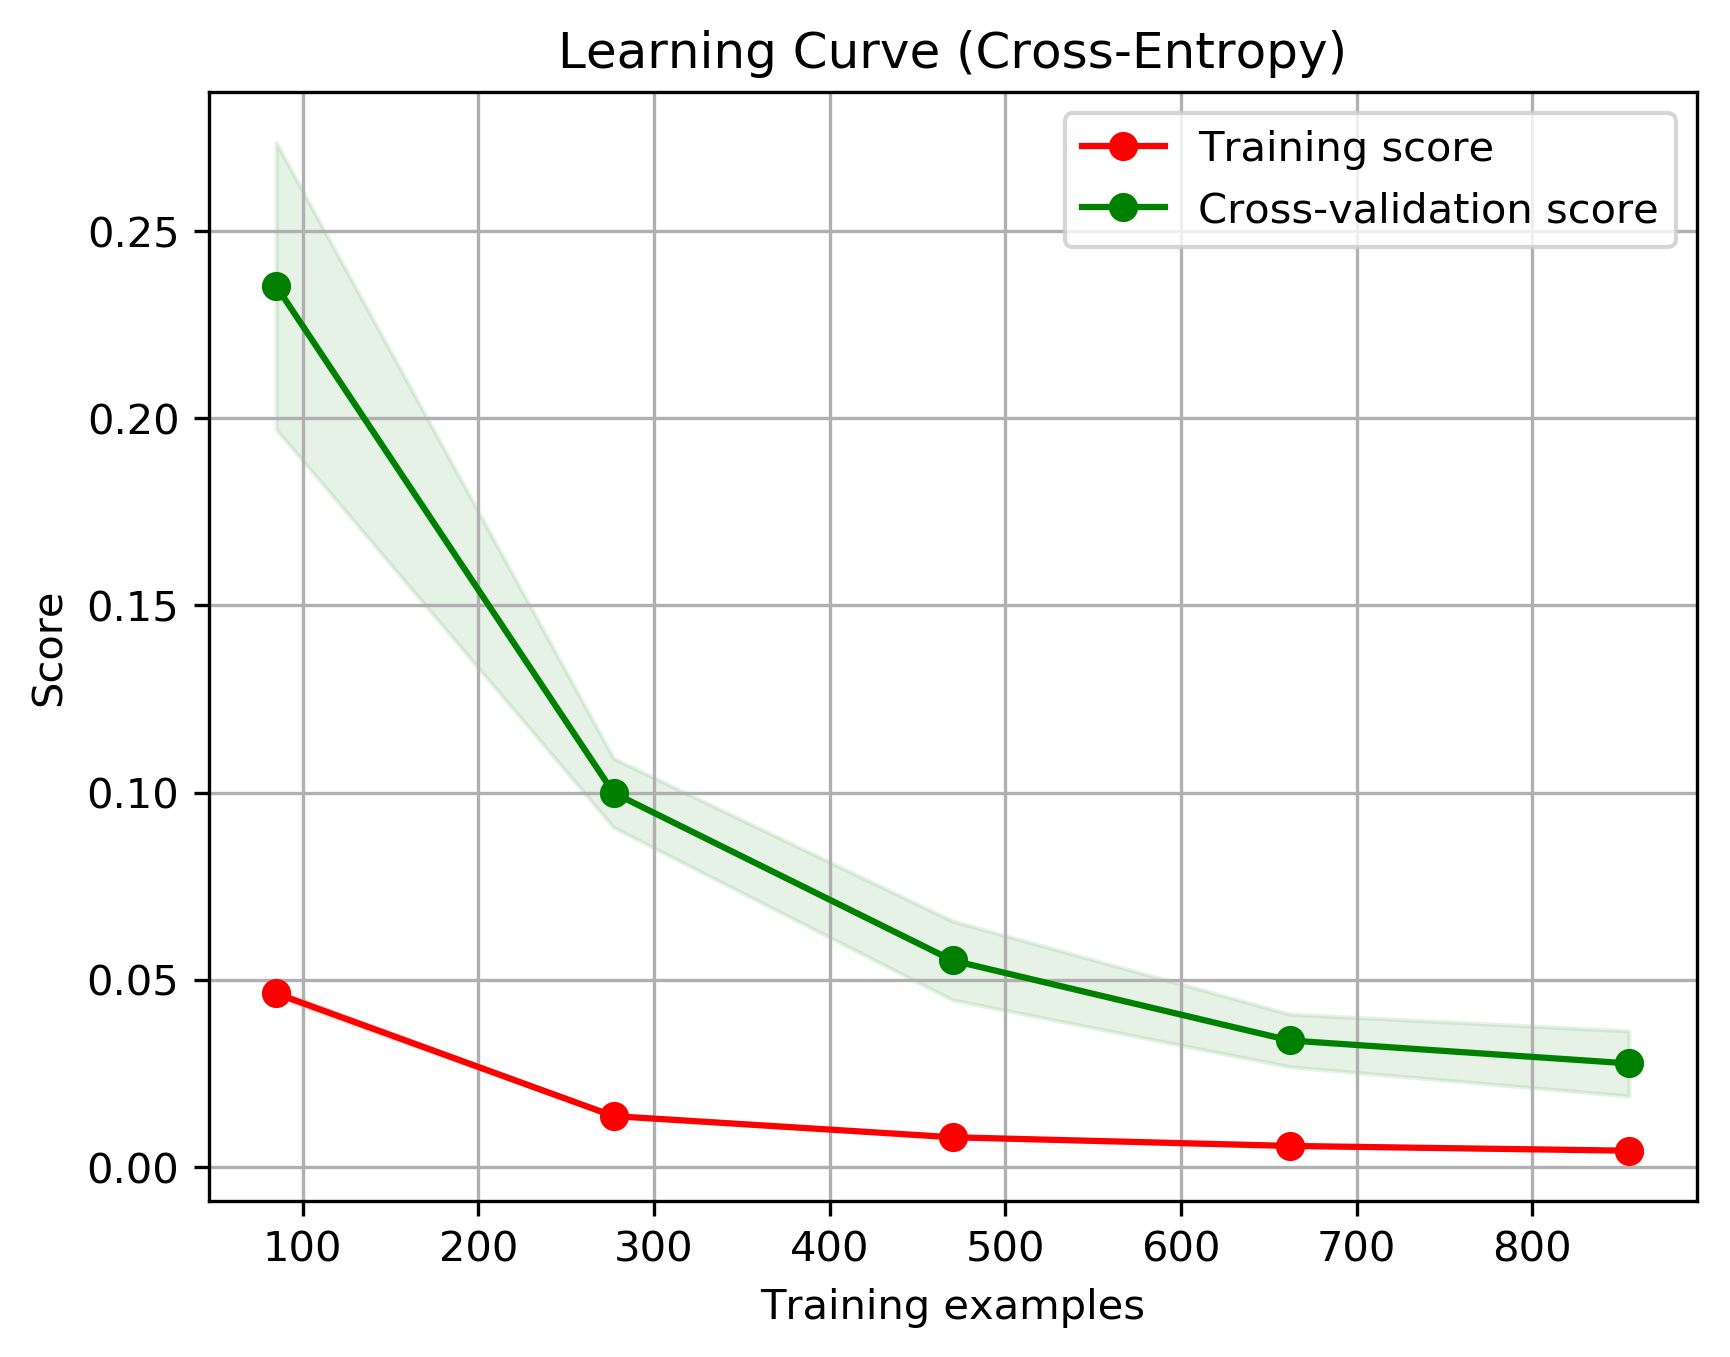 Learning Curve (Cross-Entropy)
Training score
Cross-validation score
0.25
0.20
0.15
0.10
0.05
0.00
Score
100 200 300 400 500 600 700 800
Training examples